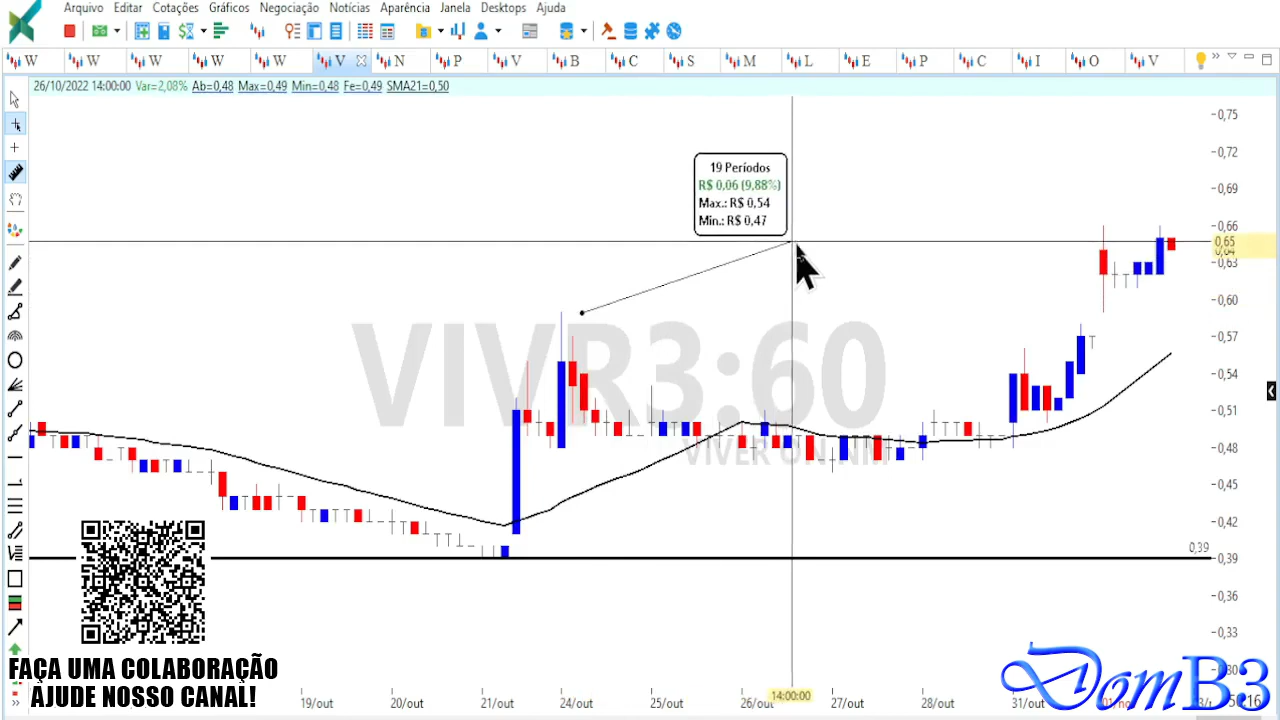 Arquivo Editar Cotações Gráficos Negociação Notícias Aparência Janela Desktops Ajuda
W W W W W V N P V B C S M L E P C I O V
26/10/2022 14:00:00 Var=2,08% Ab=0,48 Max=0,49 Min=0,48 Fe=0,49 SMA21=0,50
0,75
0,72
19 Períodos
R$ 0,06 (9,88%)
Max.: R$ 0,54
Min.: R$ 0,47
0,69
0,66
0,65
0,64
0,63
0,60
VIVR3:60
VIVER ON NM
0,57
0,54
0,51
0,48
0,45
0,42
0,39
0,39
0,36
0,33
FAÇA UMA COLABORAÇÃO
AJUDE NOSSO CANAL!
DomB3
19/out 20/out 21/out 24/out 25/out 26/out 14:00:00 27/out 28/out 31/out